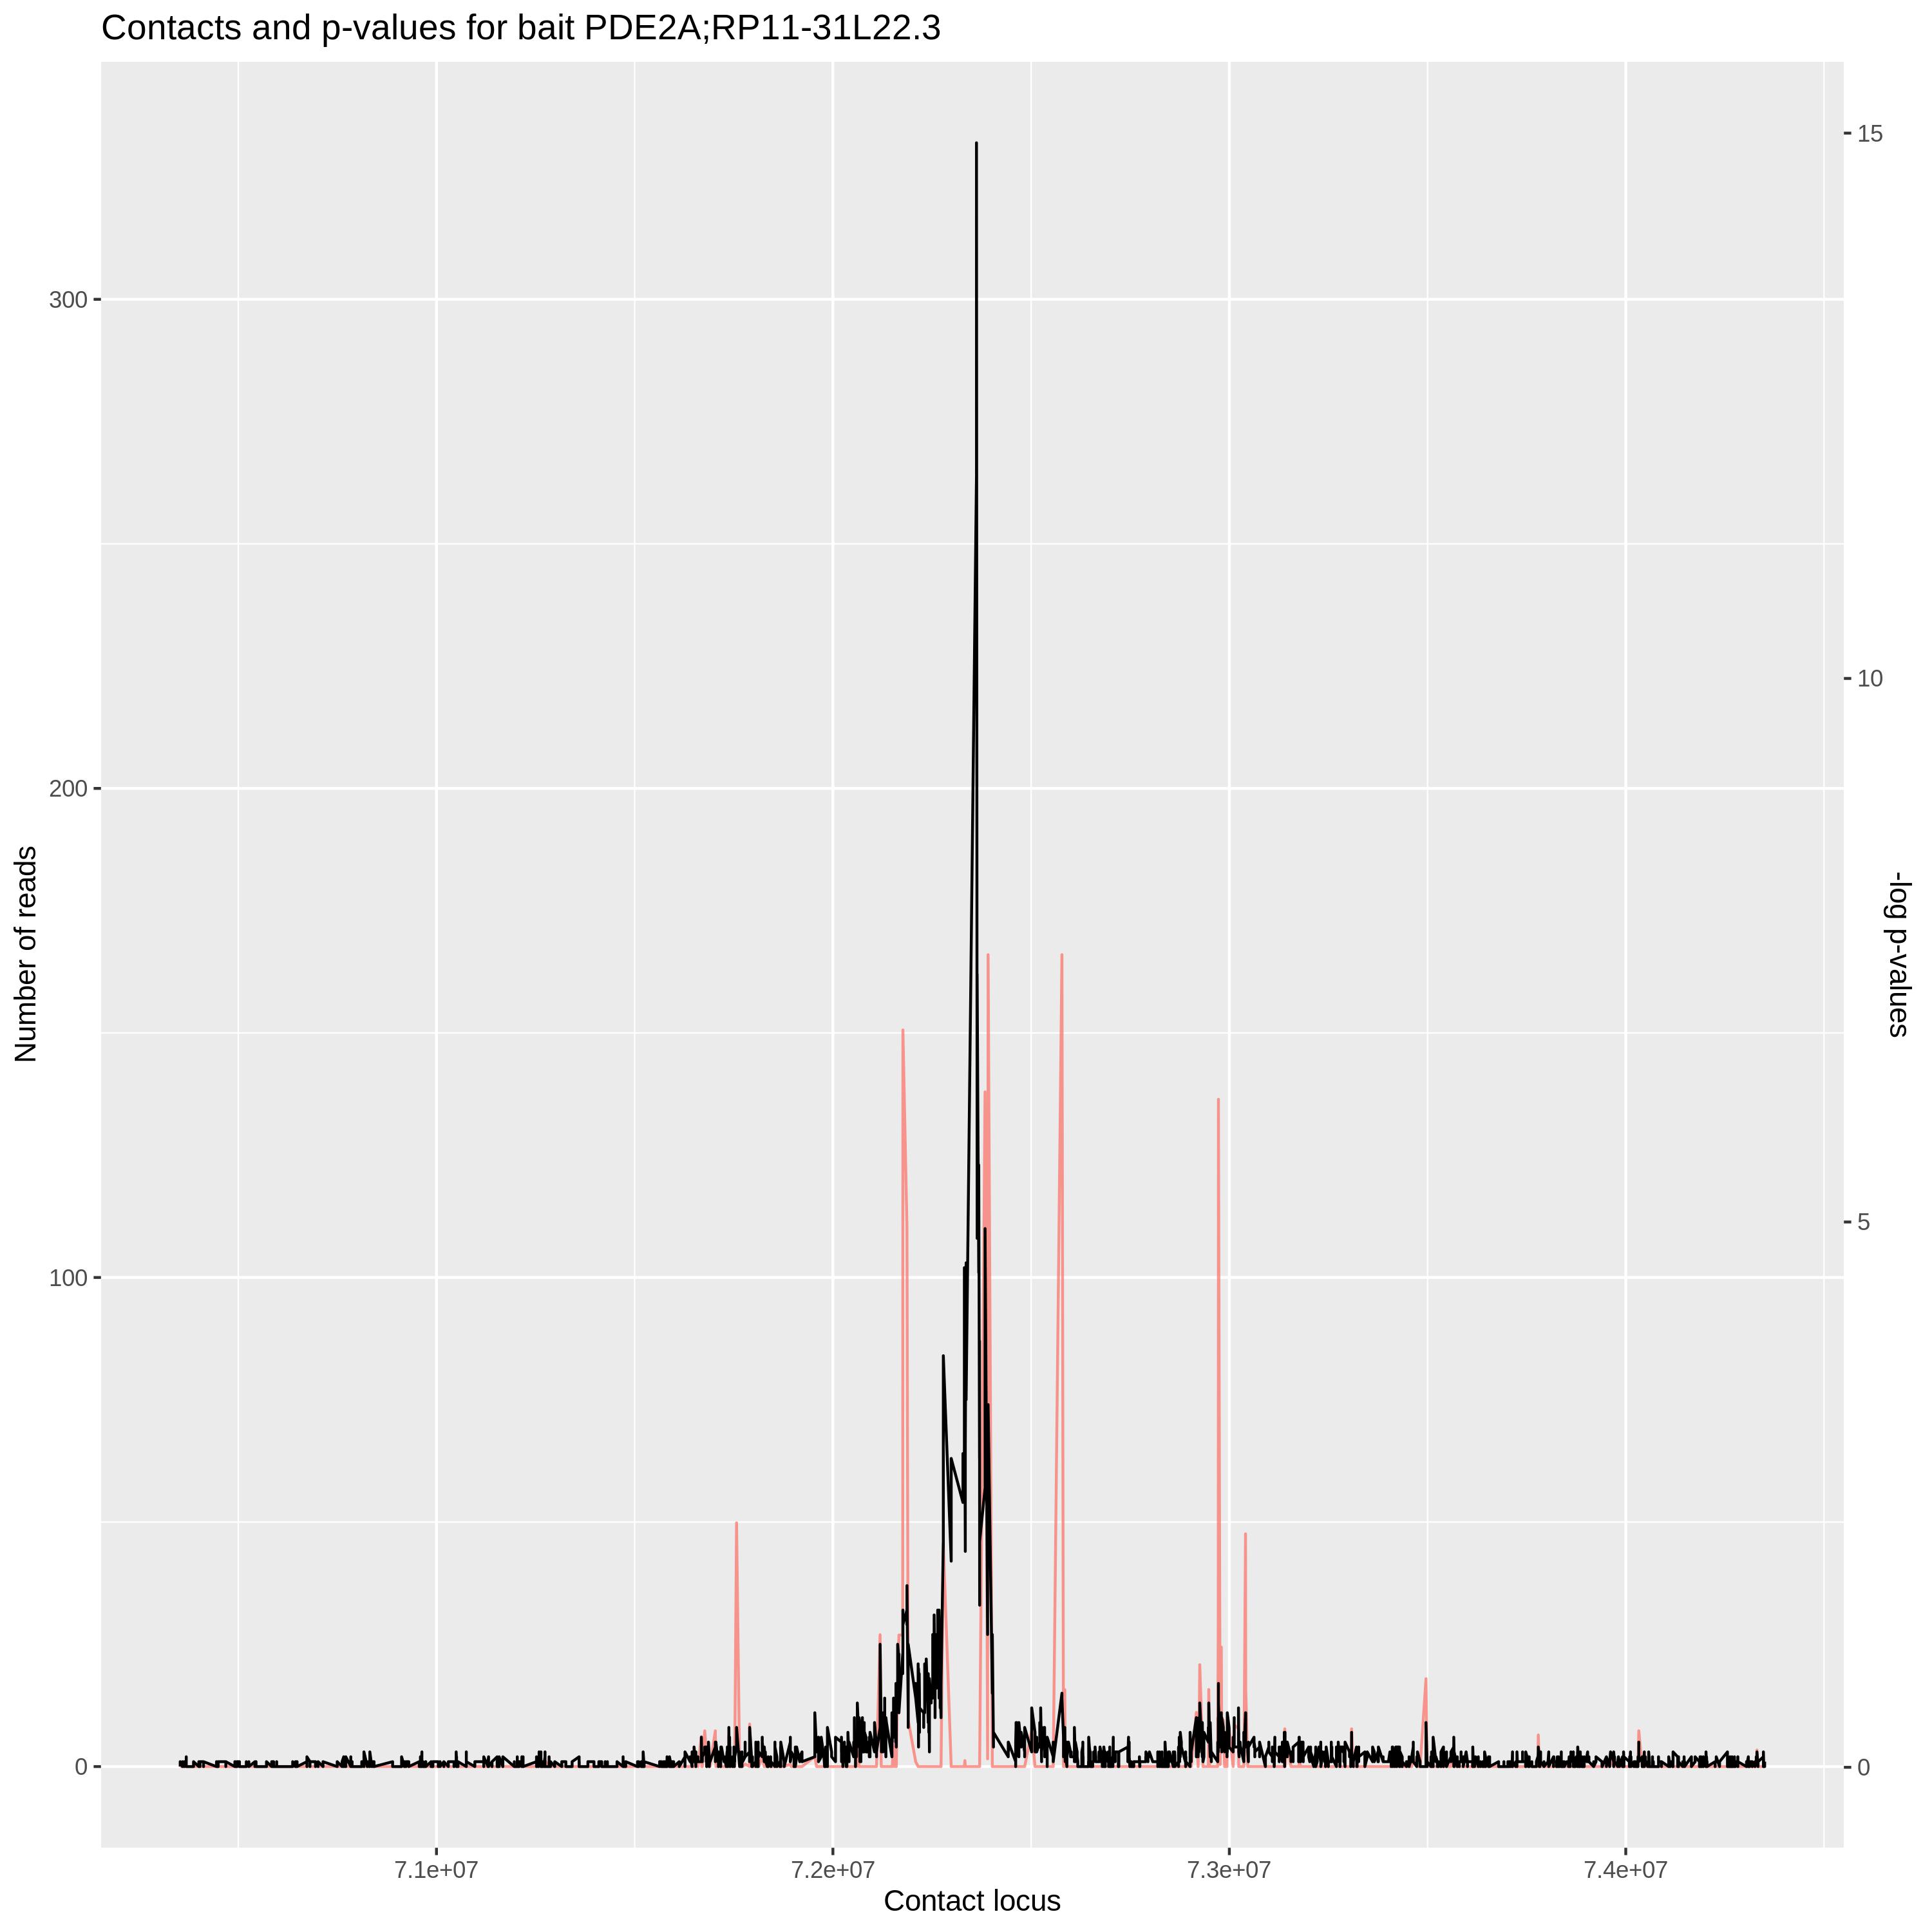 Contacts and p-values for bait PDE2A;RP11-31L22.3
Number of reads
300
200
100
0
15
10
5
0
-log p-values
7.1e+07
7.2e+07
7.3e+07
7.4e+07
Contact locus